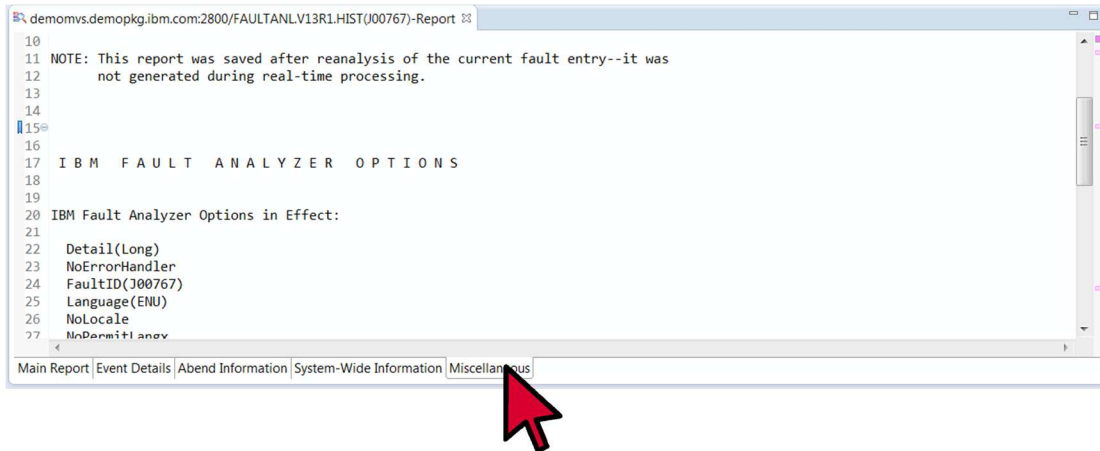 demomvs.demopkg.ibm.com:2800/FAULTANL.V13R1.HIST(J00767)-Report
10
11 NOTE: This report was saved after reanalysis of the current fault entry--it was
12 not generated during real-time processing.
13
14
15
16
17 I B M F A U L T A N A L Y Z E R O P T I O N S
18
19
20 IBM Fault Analyzer Options in Effect:
21
22 Detail(Long)
23 NoErrorHandler
24 FaultID(J00767)
25 Language(ENU)
26 NoLocale
27 NoPermitLangx
Main Report Event Details Abend Information System-Wide Information Miscellaneous